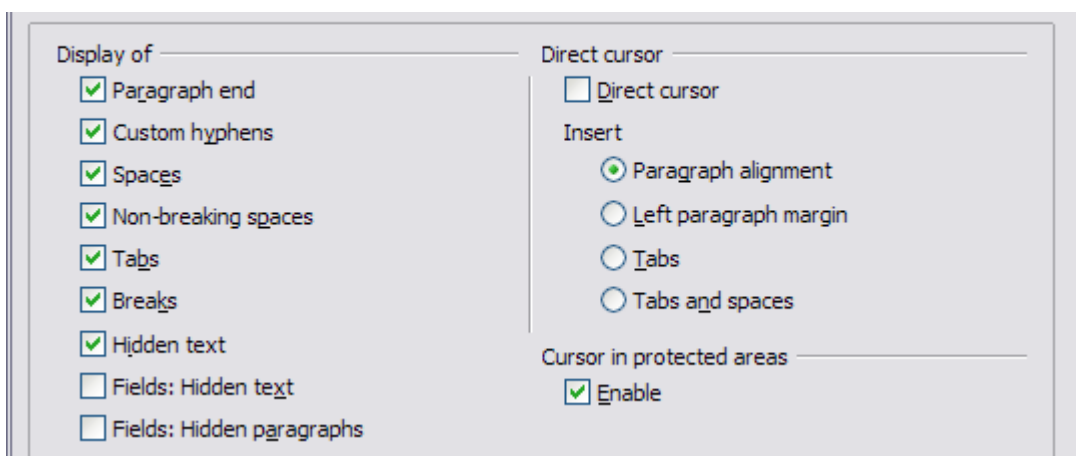 Display of
Paragraph end
Custom hyphens
Spaces
Non-breaking spaces
Tabs
Breaks
Hidden text
Fields: Hidden text
Fields: Hidden paragraphs
Direct cursor
Direct cursor
Insert
Paragraph alignment
Left paragraph margin
Tabs
Tabs and spaces
Cursor in protected areas
Enable